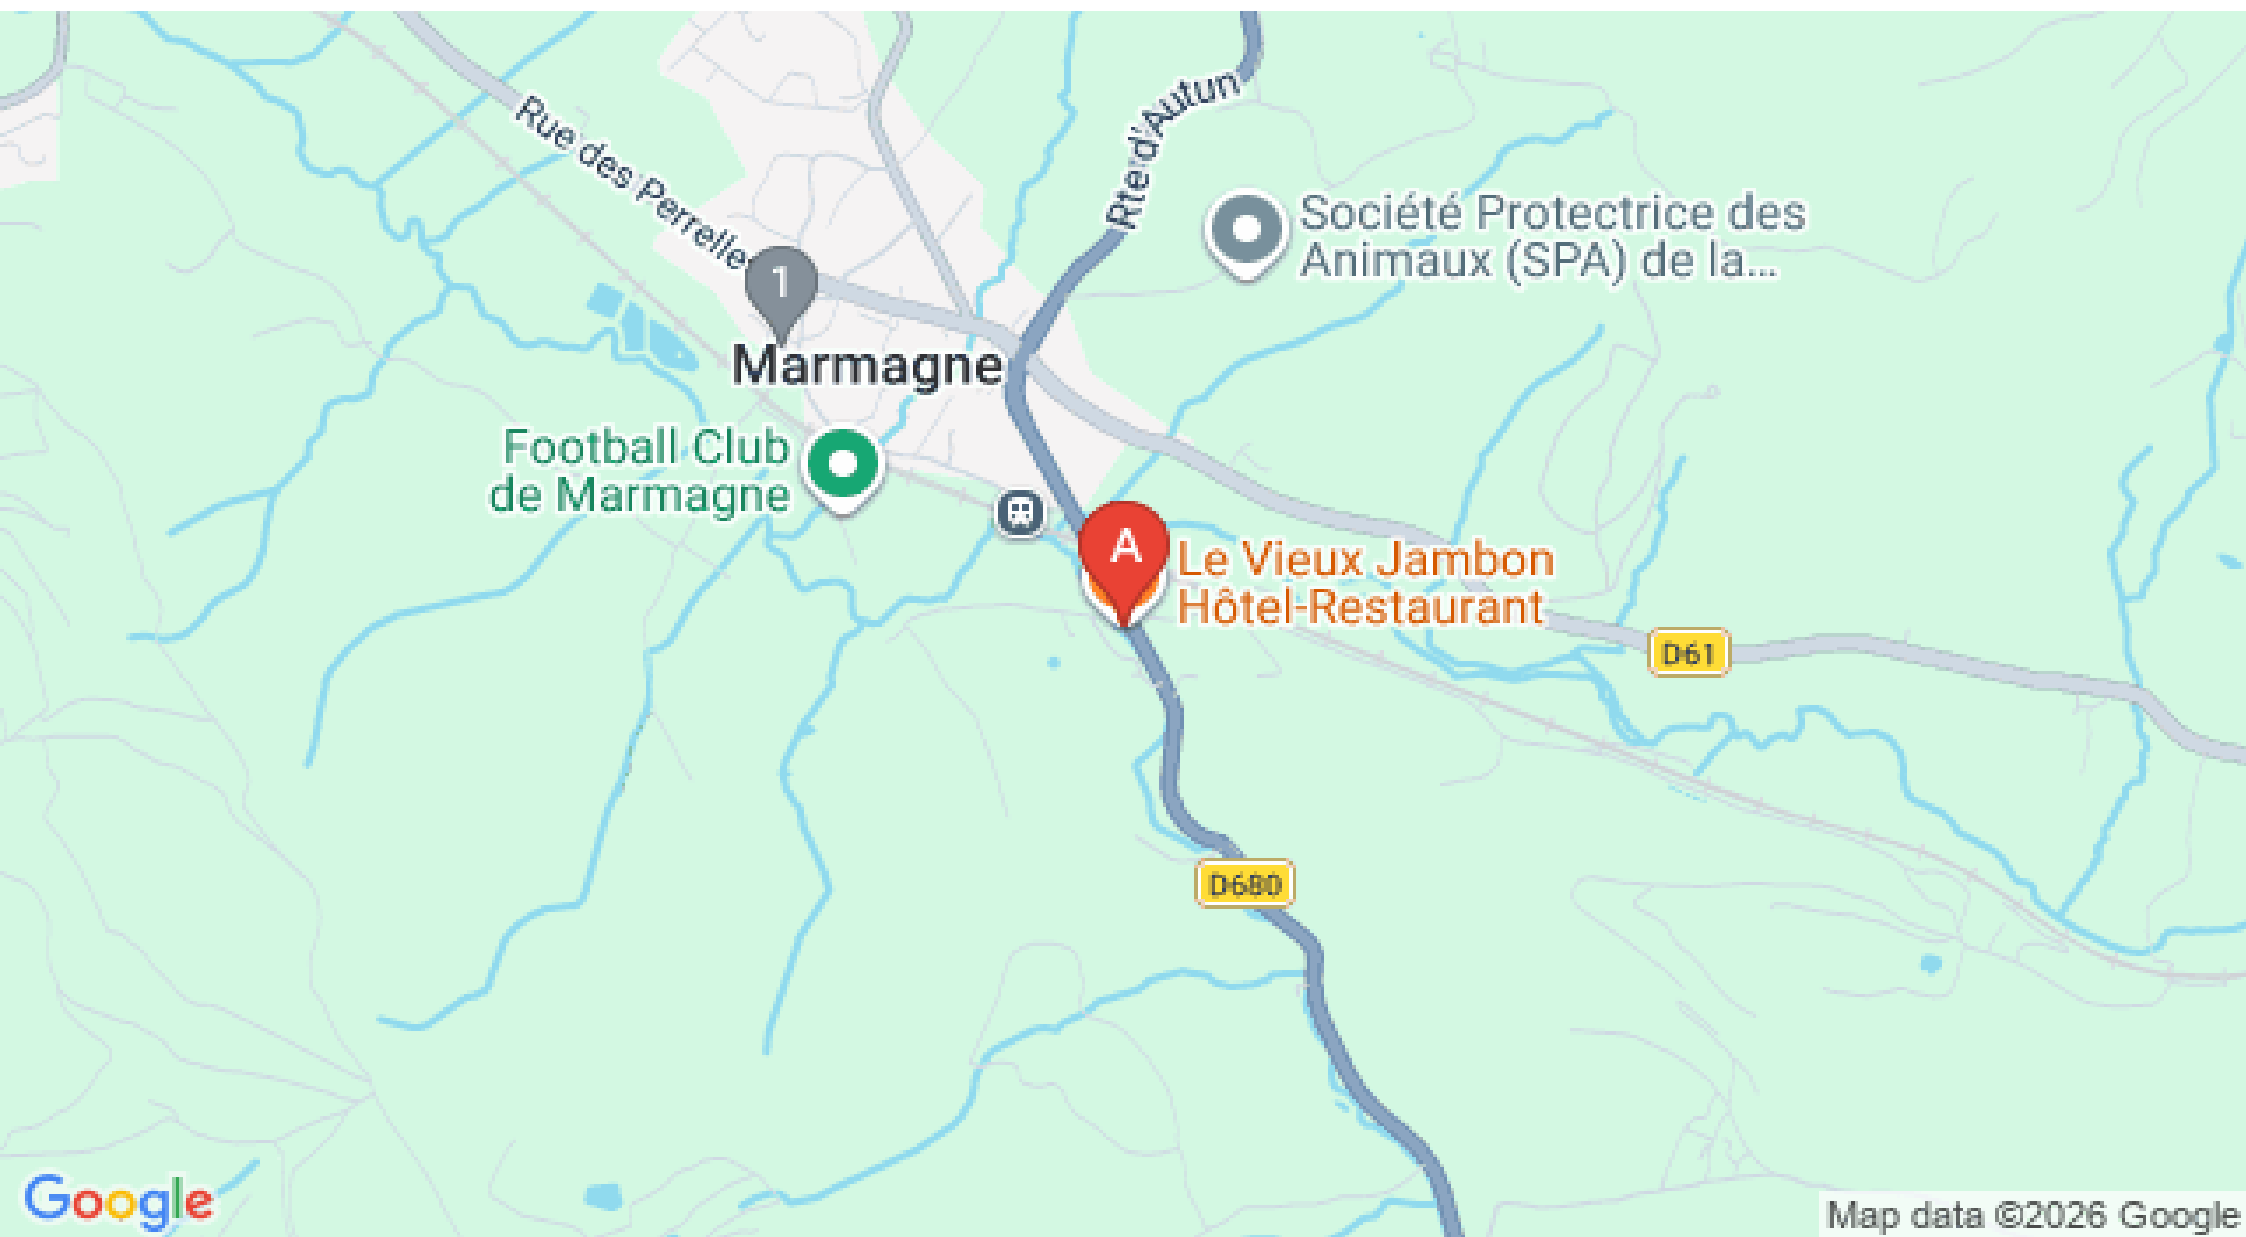 Rte d'Autun
Rue des Perrelle
Société Protectrice des
Animaux (SPA) de la...
1
Marmagne
Football Club
de Marmagne
A
Le Vieux Jambon
Hôtel-Restaurant
D61
D680
Google
Map data ©2026 Google